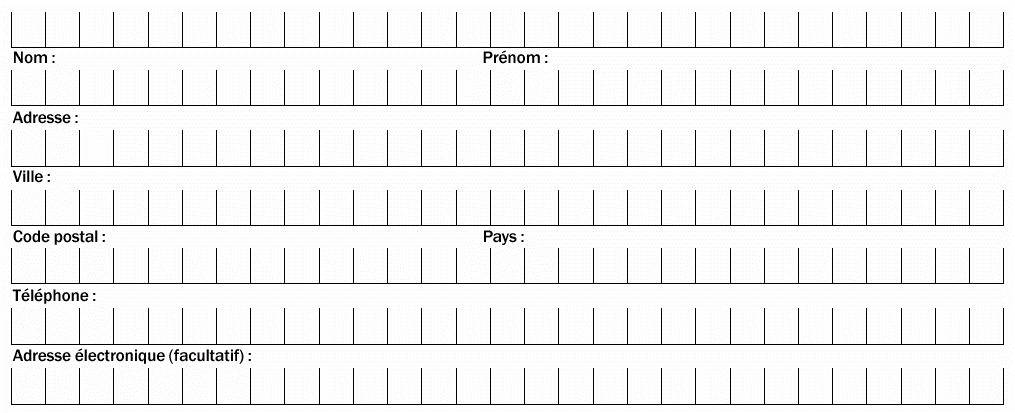 Nom : Prénom :
Adresse :
Ville :
Code postal : Pays :
Téléphone :
Adresse électronique (facultatif) :